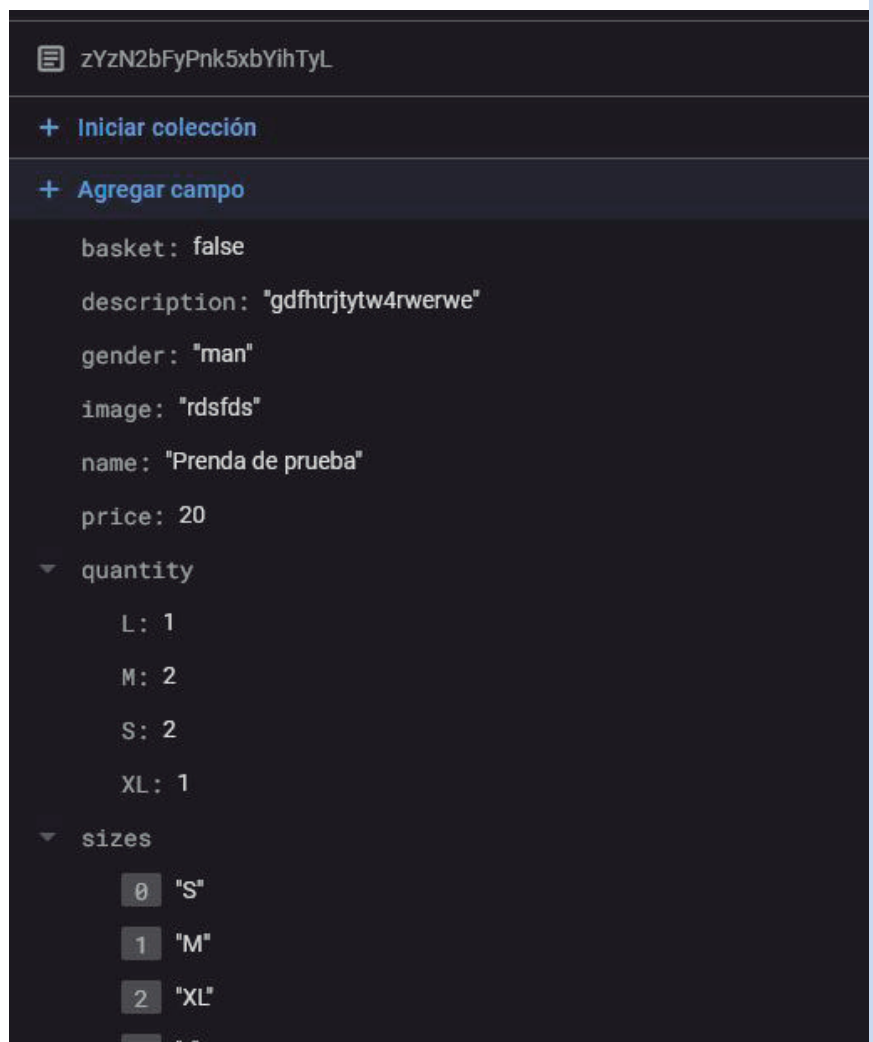 zYzN2bFyPnk5xbYihTyL
+ Iniciar colección
+ Agregar campo
basket: false
description: "gdfhtrjtytw4rwerwe"
gender: "man"
image: "rdsfds"
name: "Prenda de prueba"
price: 20
quantity
L: 1
M: 2
S: 2
XL: 1
sizes
0 "S"
1 "M"
2 "XL"